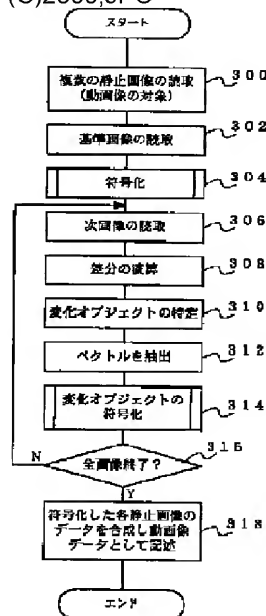 (C)2000,JPO
スタート
複数の静止画像の読取
(動画像の対象)
300
基準画像の読取
302
符号化
304
次画像の読取
306
差分の演算
308
変化オブジェクトの特定
310
ベクトルを抽出
312
変化オブジェクトの
符号化
314
316
全画像終了?
N
Y
符号化した各静止画像の
データを合成し動画像
データとして記述
318
エンド